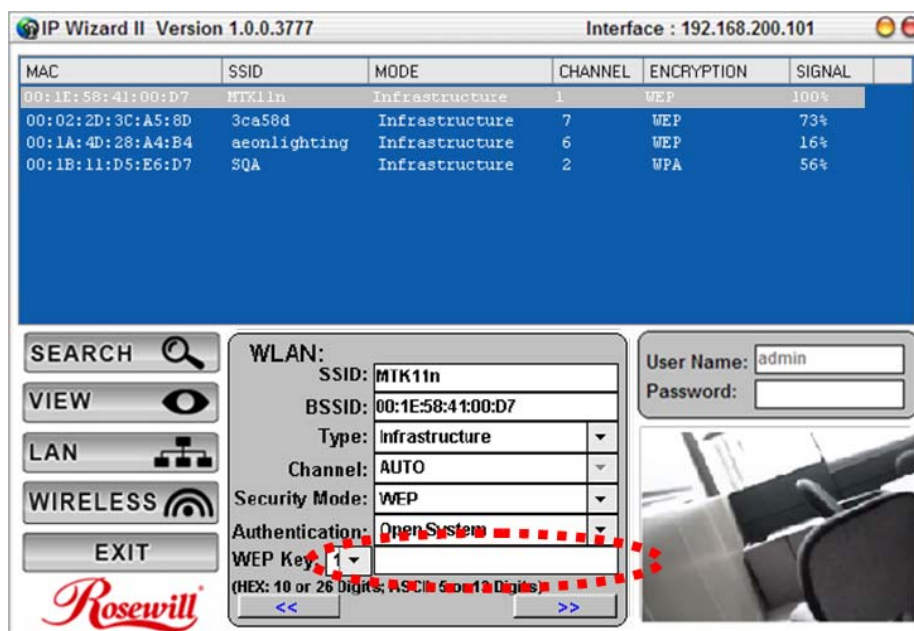 IP Wizard II Version 1.0.0.3777 Interface : 192.168.200.101
MAC SSID MODE CHANNEL ENCRYPTION SIGNAL
00:1E:58:41:00:D7 MTK11n Infrastructure 1 WEP 100%
00:02:2D:3C:A5:8D 3ca58d Infrastructure 7 WEP 73%
00:1A:4D:28:A4:B4 aeonlighting Infrastructure 6 WEP 16%
00:1B:11:D5:E6:D7 SQA Infrastructure 2 WPA 56%
SEARCH
VIEW
LAN
WIRELESS
EXIT
Rosewill
WLAN:
SSID: MTK11n
BSSID: 00:1E:58:41:00:D7
Type: Infrastructure
Channel: AUTO
Security Mode: WEP
Authentication: Open System
WEP Key 1
(HEX: 10 or 26 Digits; ASCII: 5 or 13 Digits)
<< >>
User Name: admin
Password: